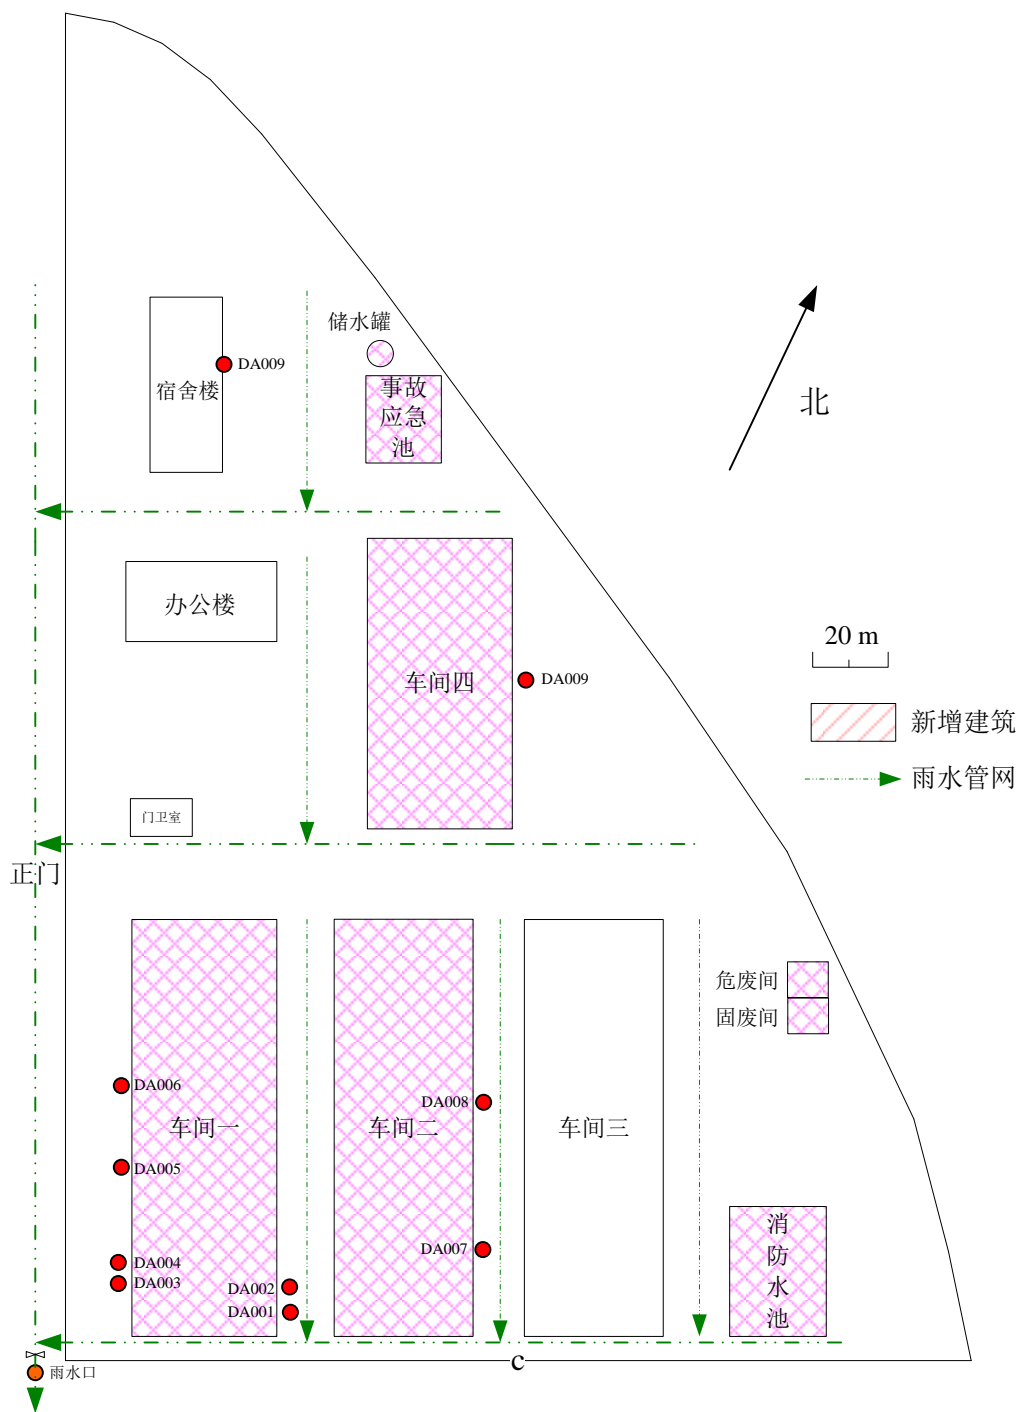 储水罐
DA009
宿舍楼
事故
应急
池
北
办公楼
20 m
车间四
DA009
新增建筑
雨水管网
门卫室
正门
危废间
固废间
DA006
DA008
车间一
车间二
车间三
DA005
消
防
水
池
DA007
DA004
DA003
DA002
DA001
c
雨水口